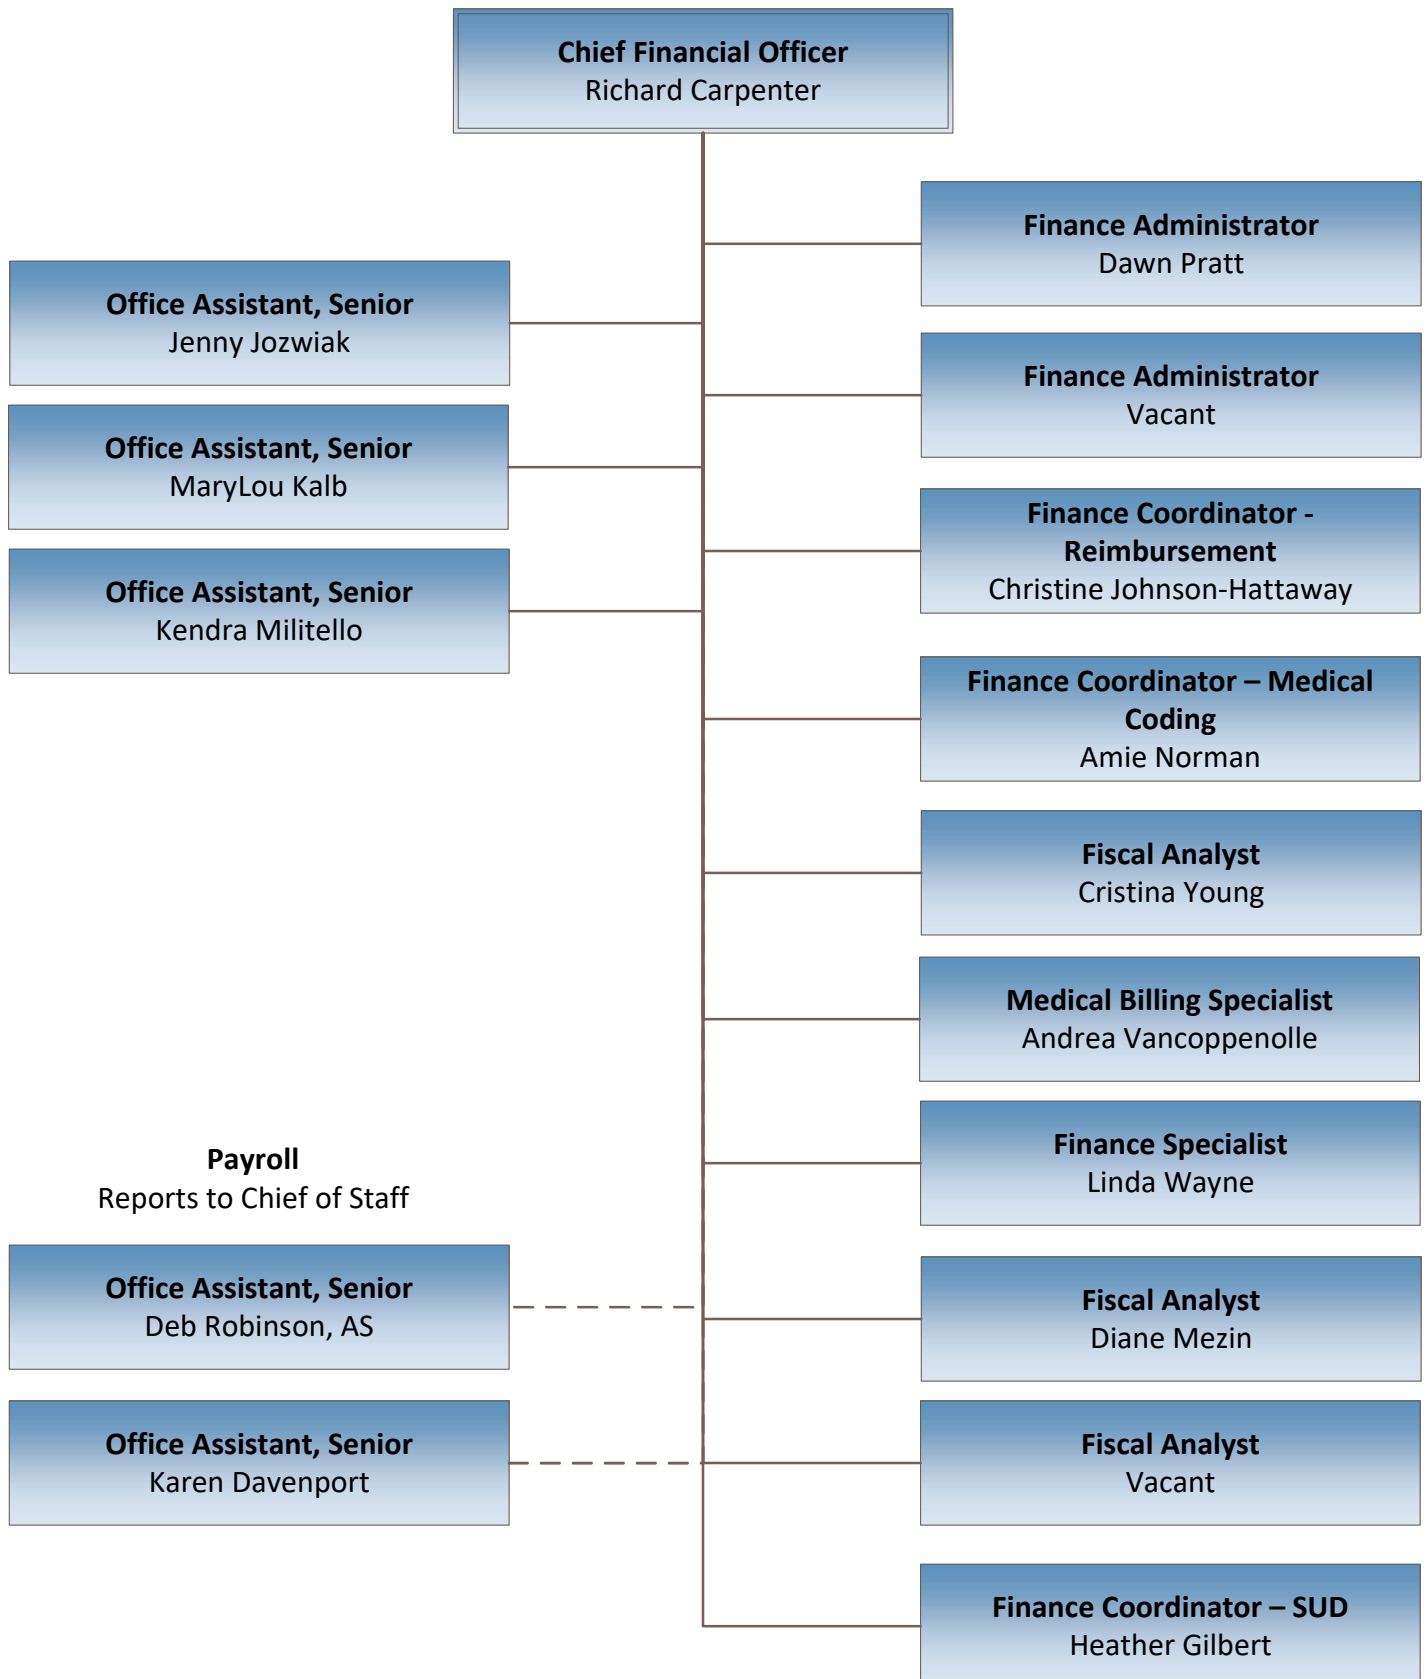 Chief Financial Officer
Richard Carpenter
Finance Administrator
Dawn Pratt
Office Assistant, Senior
Jenny Jozwiak
Finance Administrator
Vacant
Office Assistant, Senior
MaryLou Kalb
Finance Coordinator -
Reimbursement
Christine Johnson-Hattaway
Office Assistant, Senior
Kendra Militello
Finance Coordinator – Medical
Coding
Amie Norman
Fiscal Analyst
Cristina Young
Medical Billing Specialist
Andrea Vancoppenolle
Finance Specialist
Linda Wayne
Payroll
Reports to Chief of Staff
Office Assistant, Senior
Deb Robinson, AS
Fiscal Analyst
Diane Mezin
Office Assistant, Senior
Karen Davenport
Fiscal Analyst
Vacant
Finance Coordinator – SUD
Heather Gilbert